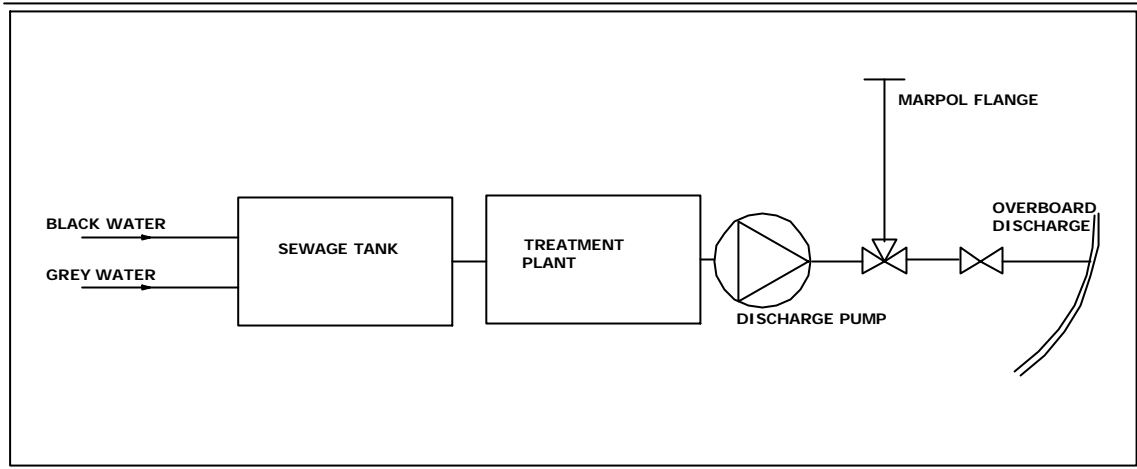 MARPOL FLANGE
OVERBOARD
DISCHARGE
BLACK WATER
SEWAGE TANK
TREATMENT
PLANT
GREY WATER
DISCHARGE PUMP